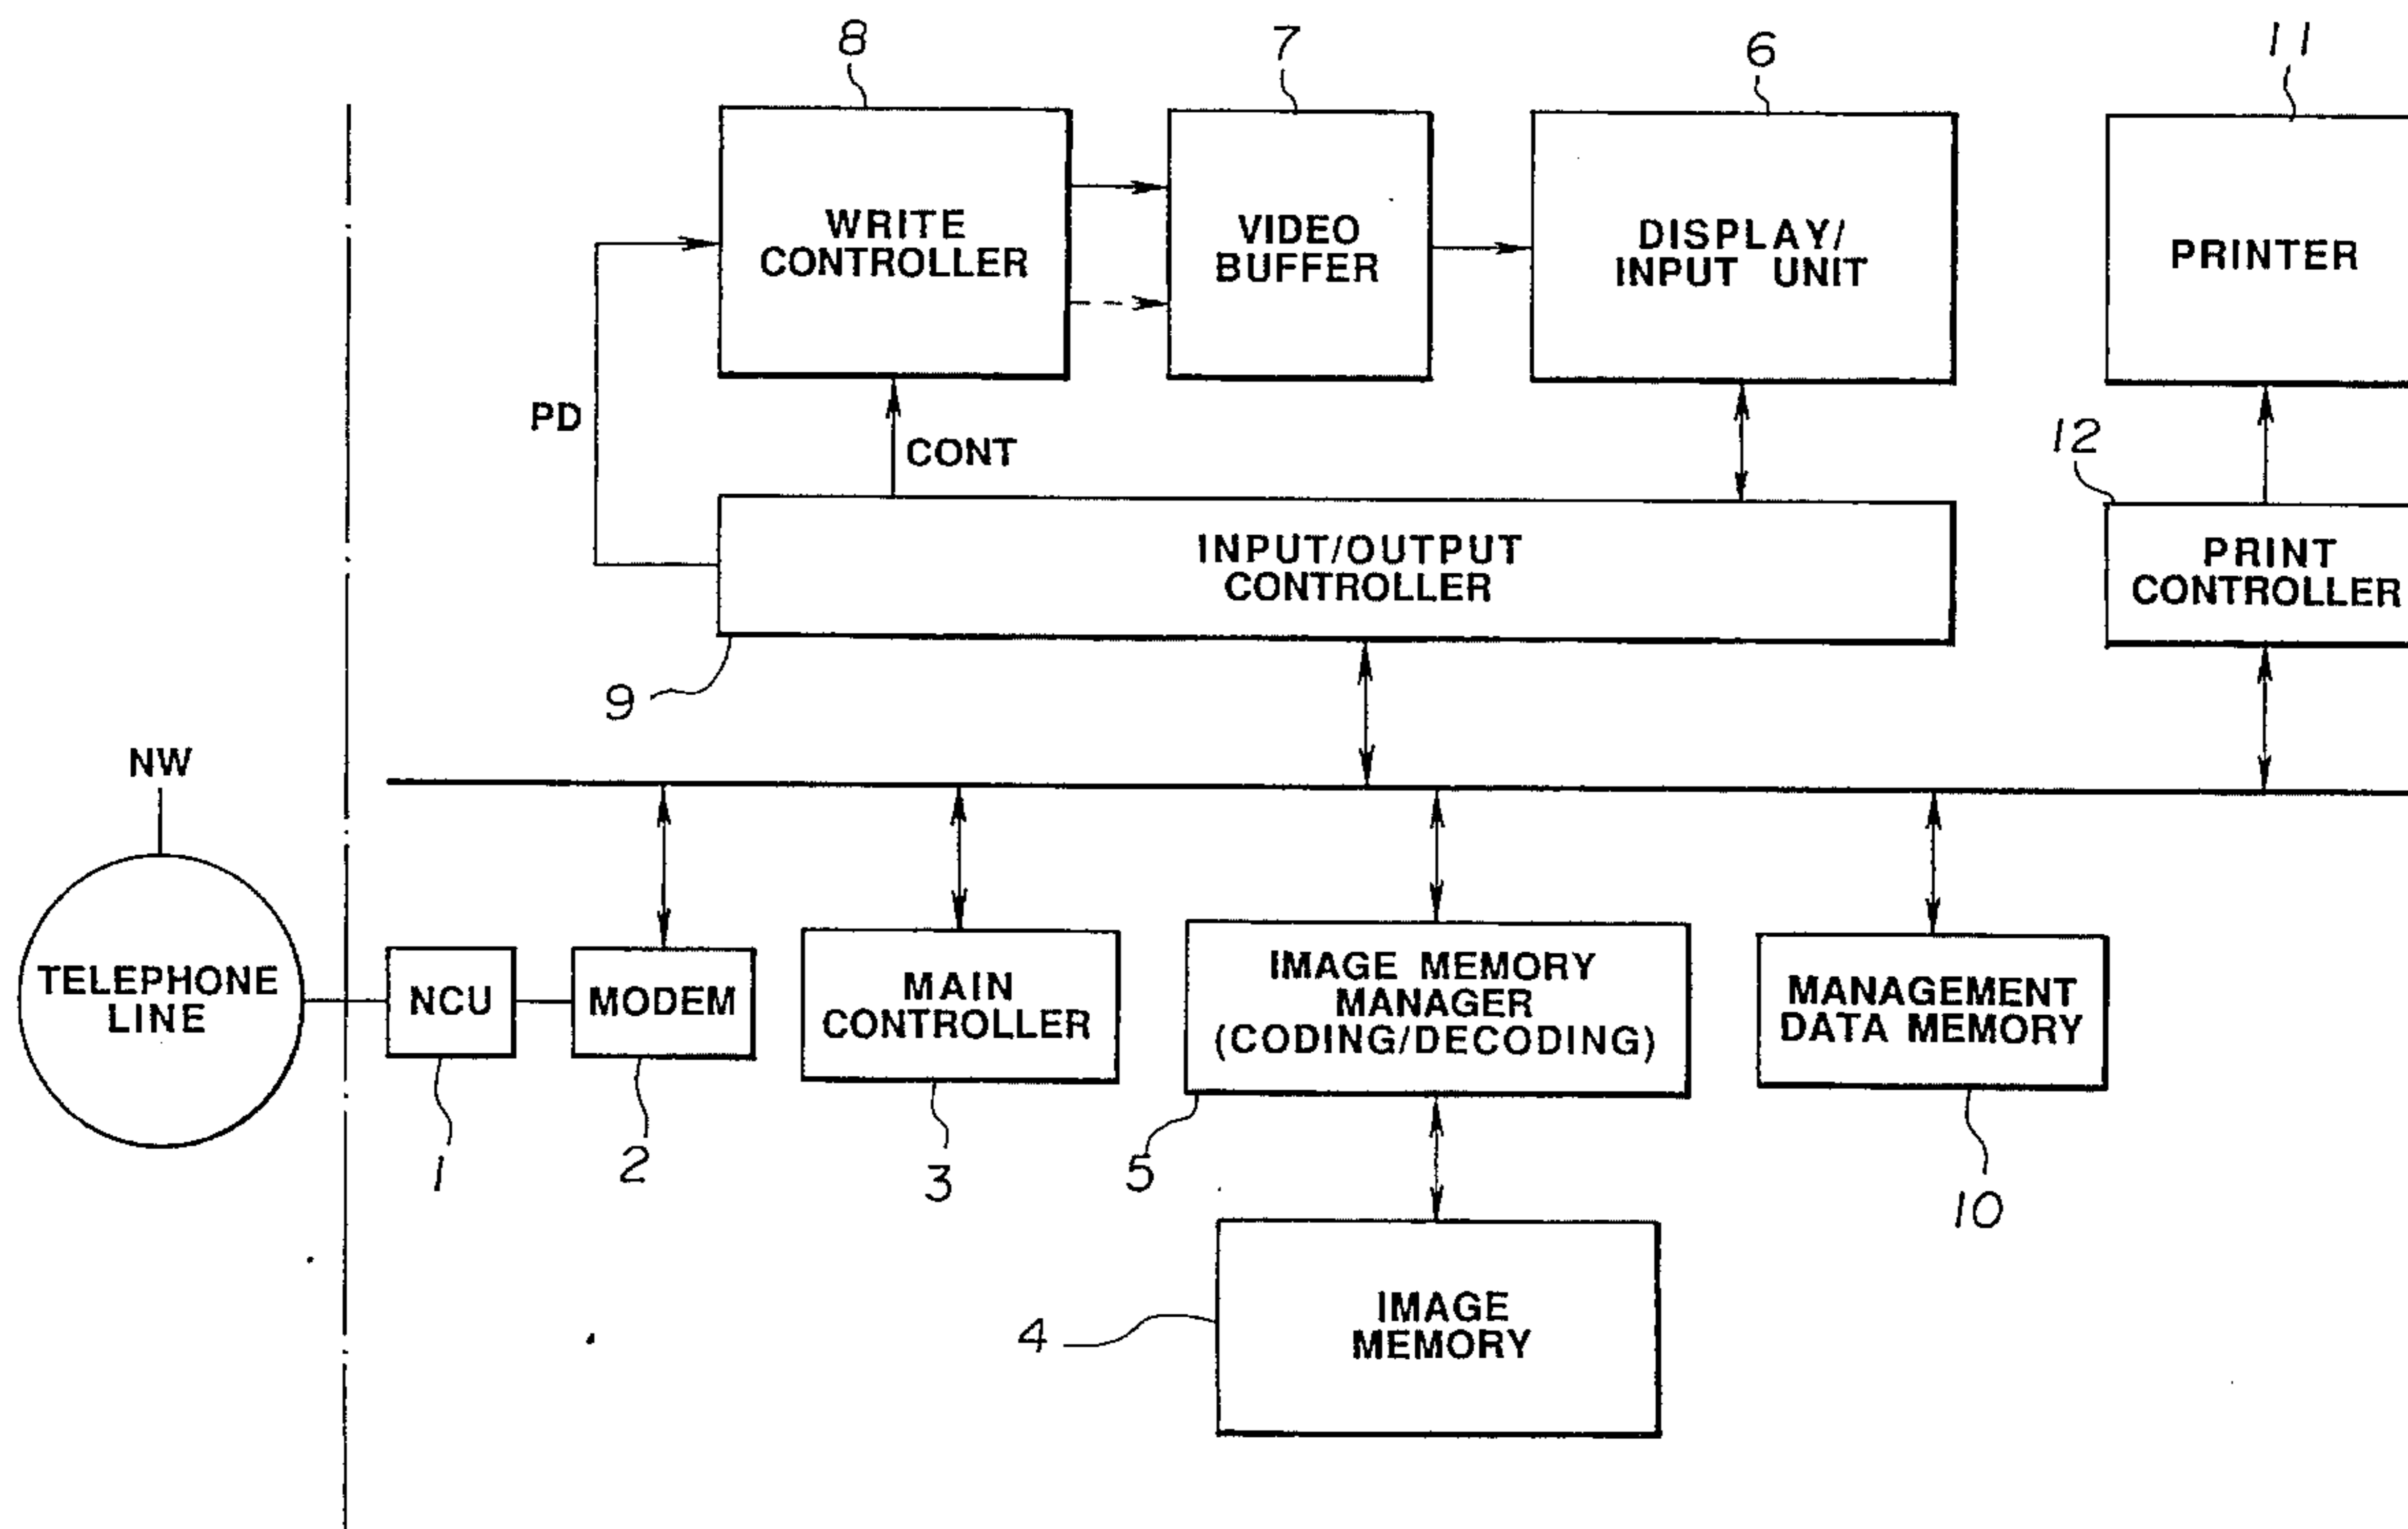 8
7
6
11
WRITE
CONTROLLER
VIDEO
BUFFER
DISPLAY/
INPUT UNIT
PRINTER
PD
CONT
12
INPUT/OUTPUT
CONTROLLER
PRINT
CONTROLLER
9
NW
TELEPHONE
LINE
NCU
MODEM
MAIN
CONTROLLER
IMAGE MEMORY
MANAGER
(CODING/DECODING)
MANAGEMENT
DATA MEMORY
1
2
3
5
10
4
IMAGE
MEMORY